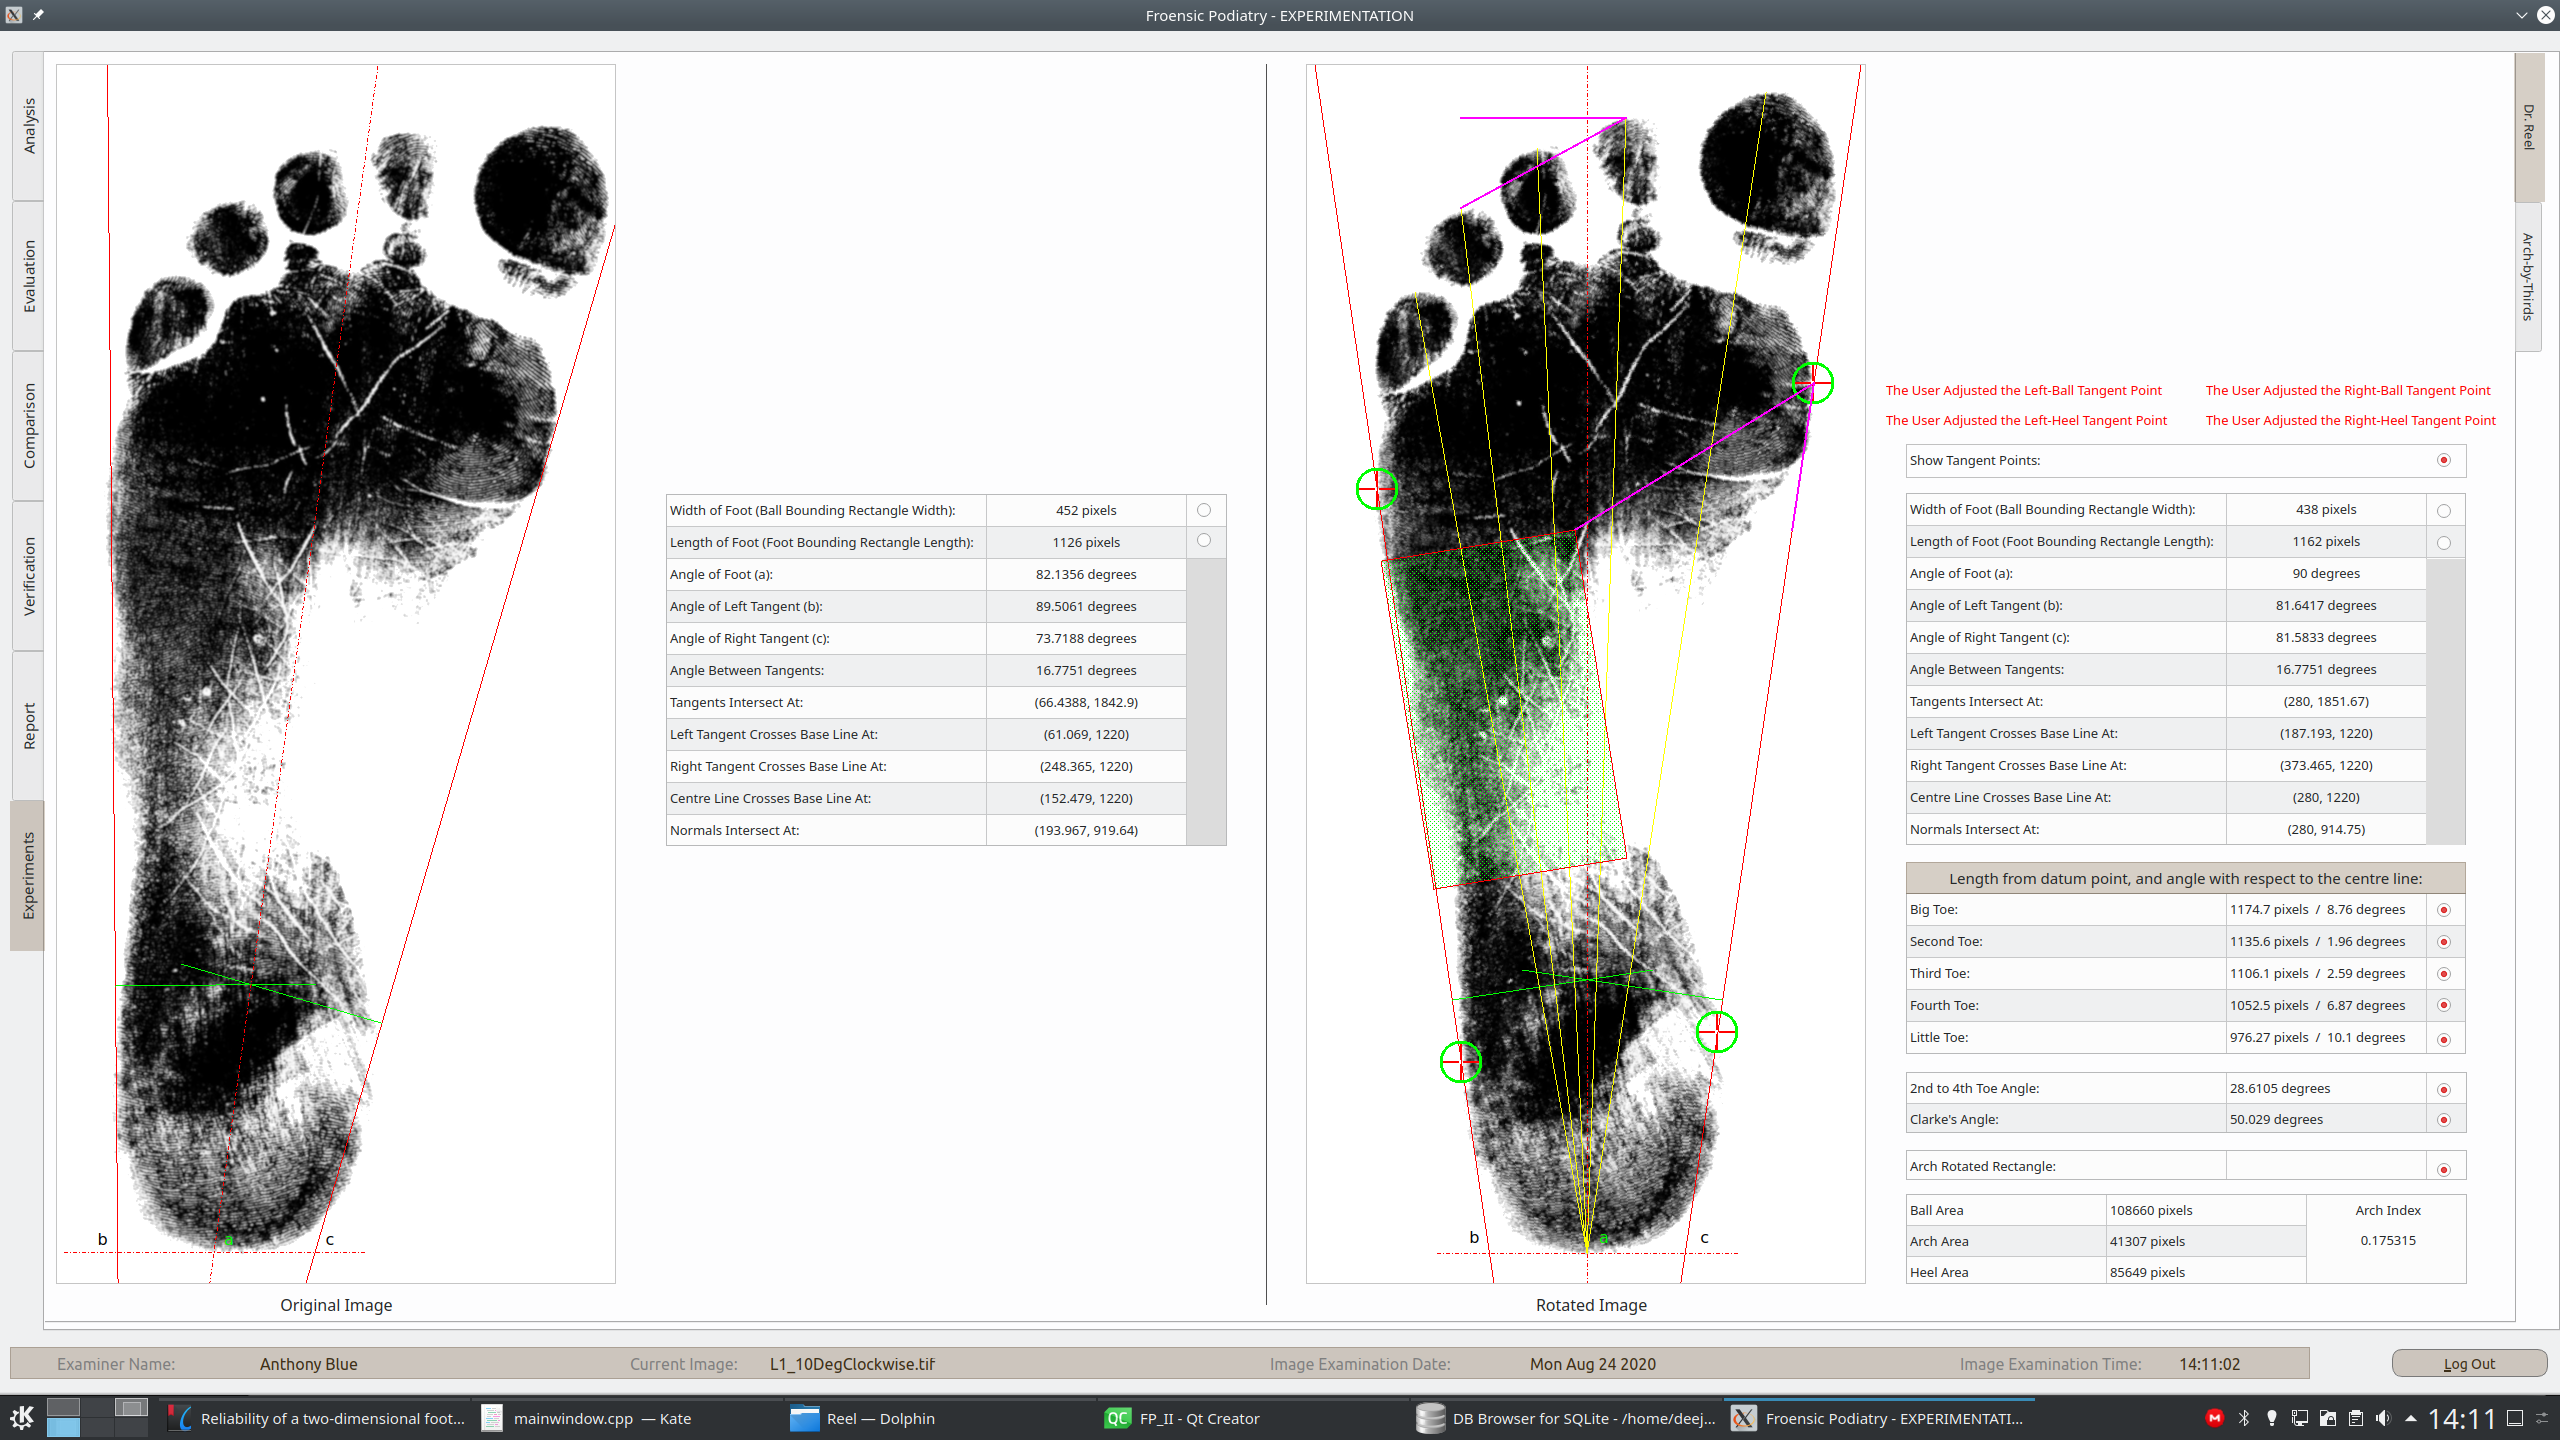 Froensic Podiatry - EXPERIMENTATION
Analysis
Evaluation
Comparison
Verification
Report
Experiments
b
a
c
Original Image
Width of Foot (Ball Bounding Rectangle Width): 452 pixels
Length of Foot (Foot Bounding Rectangle Length): 1126 pixels
Angle of Foot (a): 82.1356 degrees
Angle of Left Tangent (b): 89.5061 degrees
Angle of Right Tangent (c): 73.7188 degrees
Angle Between Tangents: 16.7751 degrees
Tangents Intersect At: (66.4388, 1842.9)
Left Tangent Crosses Base Line At: (61.069, 1220)
Right Tangent Crosses Base Line At: (248.365, 1220)
Centre Line Crosses Base Line At: (152.479, 1220)
Normals Intersect At: (193.967, 919.64)
b
a
c
Rotated Image
Dr. Reel
Arch-by-Thirds
The User Adjusted the Left-Ball Tangent Point The User Adjusted the Right-Ball Tangent Point
The User Adjusted the Left-Heel Tangent Point The User Adjusted the Right-Heel Tangent Point
Show Tangent Points:
Width of Foot (Ball Bounding Rectangle Width): 438 pixels
Length of Foot (Foot Bounding Rectangle Length): 1162 pixels
Angle of Foot (a): 90 degrees
Angle of Left Tangent (b): 81.6417 degrees
Angle of Right Tangent (c): 81.5833 degrees
Angle Between Tangents: 16.7751 degrees
Tangents Intersect At: (280, 1851.67)
Left Tangent Crosses Base Line At: (187.193, 1220)
Right Tangent Crosses Base Line At: (373.465, 1220)
Centre Line Crosses Base Line At: (280, 1220)
Normals Intersect At: (280, 914.75)
Length from datum point, and angle with respect to the centre line:
Big Toe: 1174.7 pixels / 8.76 degrees
Second Toe: 1135.6 pixels / 1.96 degrees
Third Toe: 1106.1 pixels / 2.59 degrees
Fourth Toe: 1052.5 pixels / 6.87 degrees
Little Toe: 976.27 pixels / 10.1 degrees
2nd to 4th Toe Angle: 28.6105 degrees
Clarke's Angle: 50.029 degrees
Arch Rotated Rectangle:
Ball Area 108660 pixels Arch Index
Arch Area 41307 pixels 0.175315
Heel Area 85649 pixels
Examiner Name: Anthony Blue Current Image: L1_10DegClockwise.tif Image Examination Date: Mon Aug 24 2020 Image Examination Time: 14:11:02 Log Out
Reliability of a two-dimensional foot... mainwindow.cpp — Kate Reel — Dolphin FP_II - Qt Creator DB Browser for SQLite - /home/deej... Froensic Podiatry - EXPERIMENTATI... 14:11